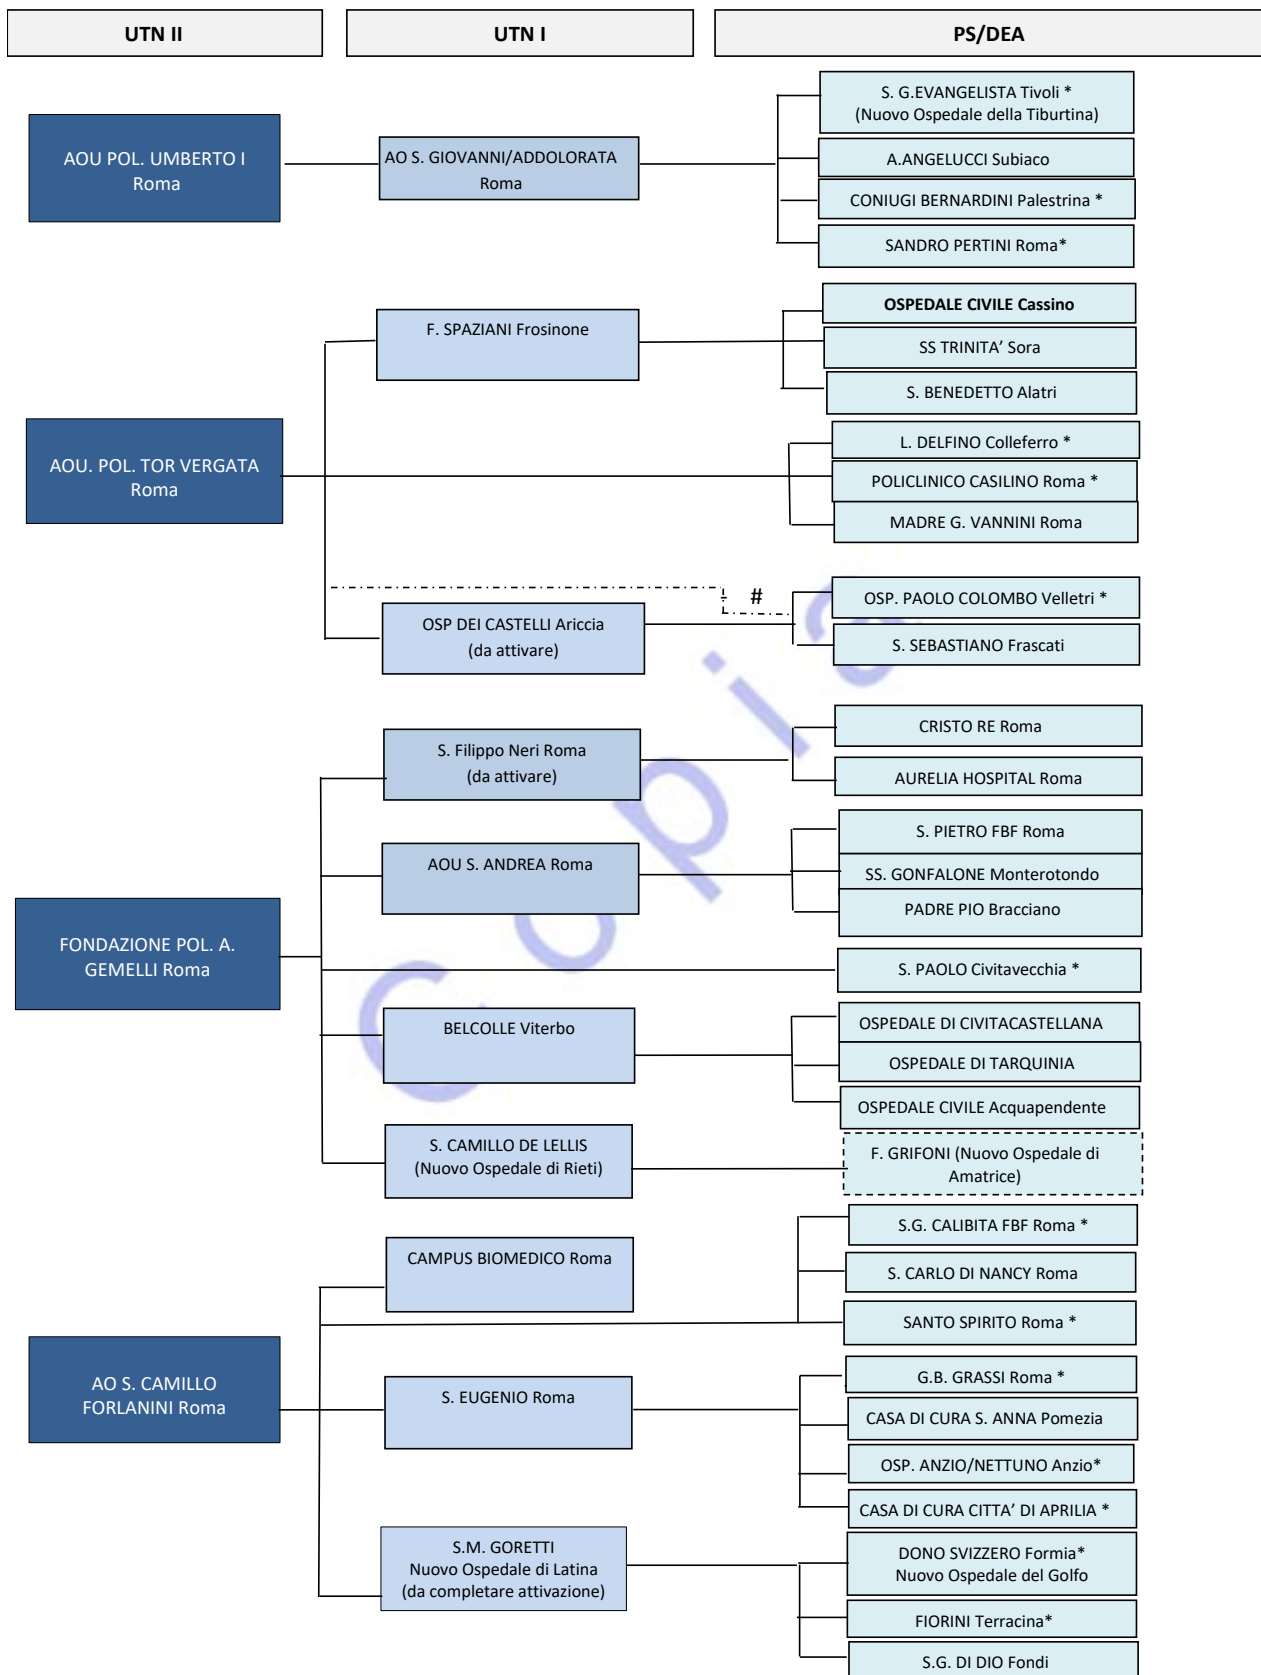 UTN II
UTN I
PS/DEA
AOU POL. UMBERTO I
Roma
AO S. GIOVANNI/ADDOLORATA
Roma
S. G.EVANGELISTA Tivoli *
(Nuovo Ospedale della Tiburtina)
A.ANGELUCCI Subiaco
CONIUGI BERNARDINI Palestrina *
SANDRO PERTINI Roma*
AOU. POL. TOR VERGATA
Roma
F. SPAZIANI Frosinone
OSPEDALE CIVILE Cassino
SS TRINITA’ Sora
S. BENEDETTO Alatri
L. DELFINO Colleferro *
POLICLINICO CASILINO Roma *
MADRE G. VANNINI Roma
#
OSP DEI CASTELLI Ariccia
(da attivare)
OSP. PAOLO COLOMBO Velletri *
S. SEBASTIANO Frascati
FONDAZIONE POL. A.
GEMELLI Roma
S. Filippo Neri Roma
(da attivare)
CRISTO RE Roma
AURELIA HOSPITAL Roma
AOU S. ANDREA Roma
S. PIETRO FBF Roma
SS. GONFALONE Monterotondo
PADRE PIO Bracciano
S. PAOLO Civitavecchia *
BELCOLLE Viterbo
OSPEDALE DI CIVITACASTELLANA
OSPEDALE DI TARQUINIA
OSPEDALE CIVILE Acquapendente
S. CAMILLO DE LELLIS
(Nuovo Ospedale di Rieti)
F. GRIFONI (Nuovo Ospedale di
Amatrice)
AO S. CAMILLO
FORLANINI Roma
CAMPUS BIOMEDICO Roma
S.G. CALIBITA FBF Roma *
S. CARLO DI NANCY Roma
SANTO SPIRITO Roma *
S. EUGENIO Roma
G.B. GRASSI Roma *
CASA DI CURA S. ANNA Pomezia
OSP. ANZIO/NETTUNO Anzio*
CASA DI CURA CITTA’ DI APRILIA *
S.M. GORETTI
Nuovo Ospedale di Latina
(da completare attivazione)
DONO SVIZZERO Formia*
Nuovo Ospedale del Golfo
FIORINI Terracina*
S.G. DI DIO Fondi
Copia